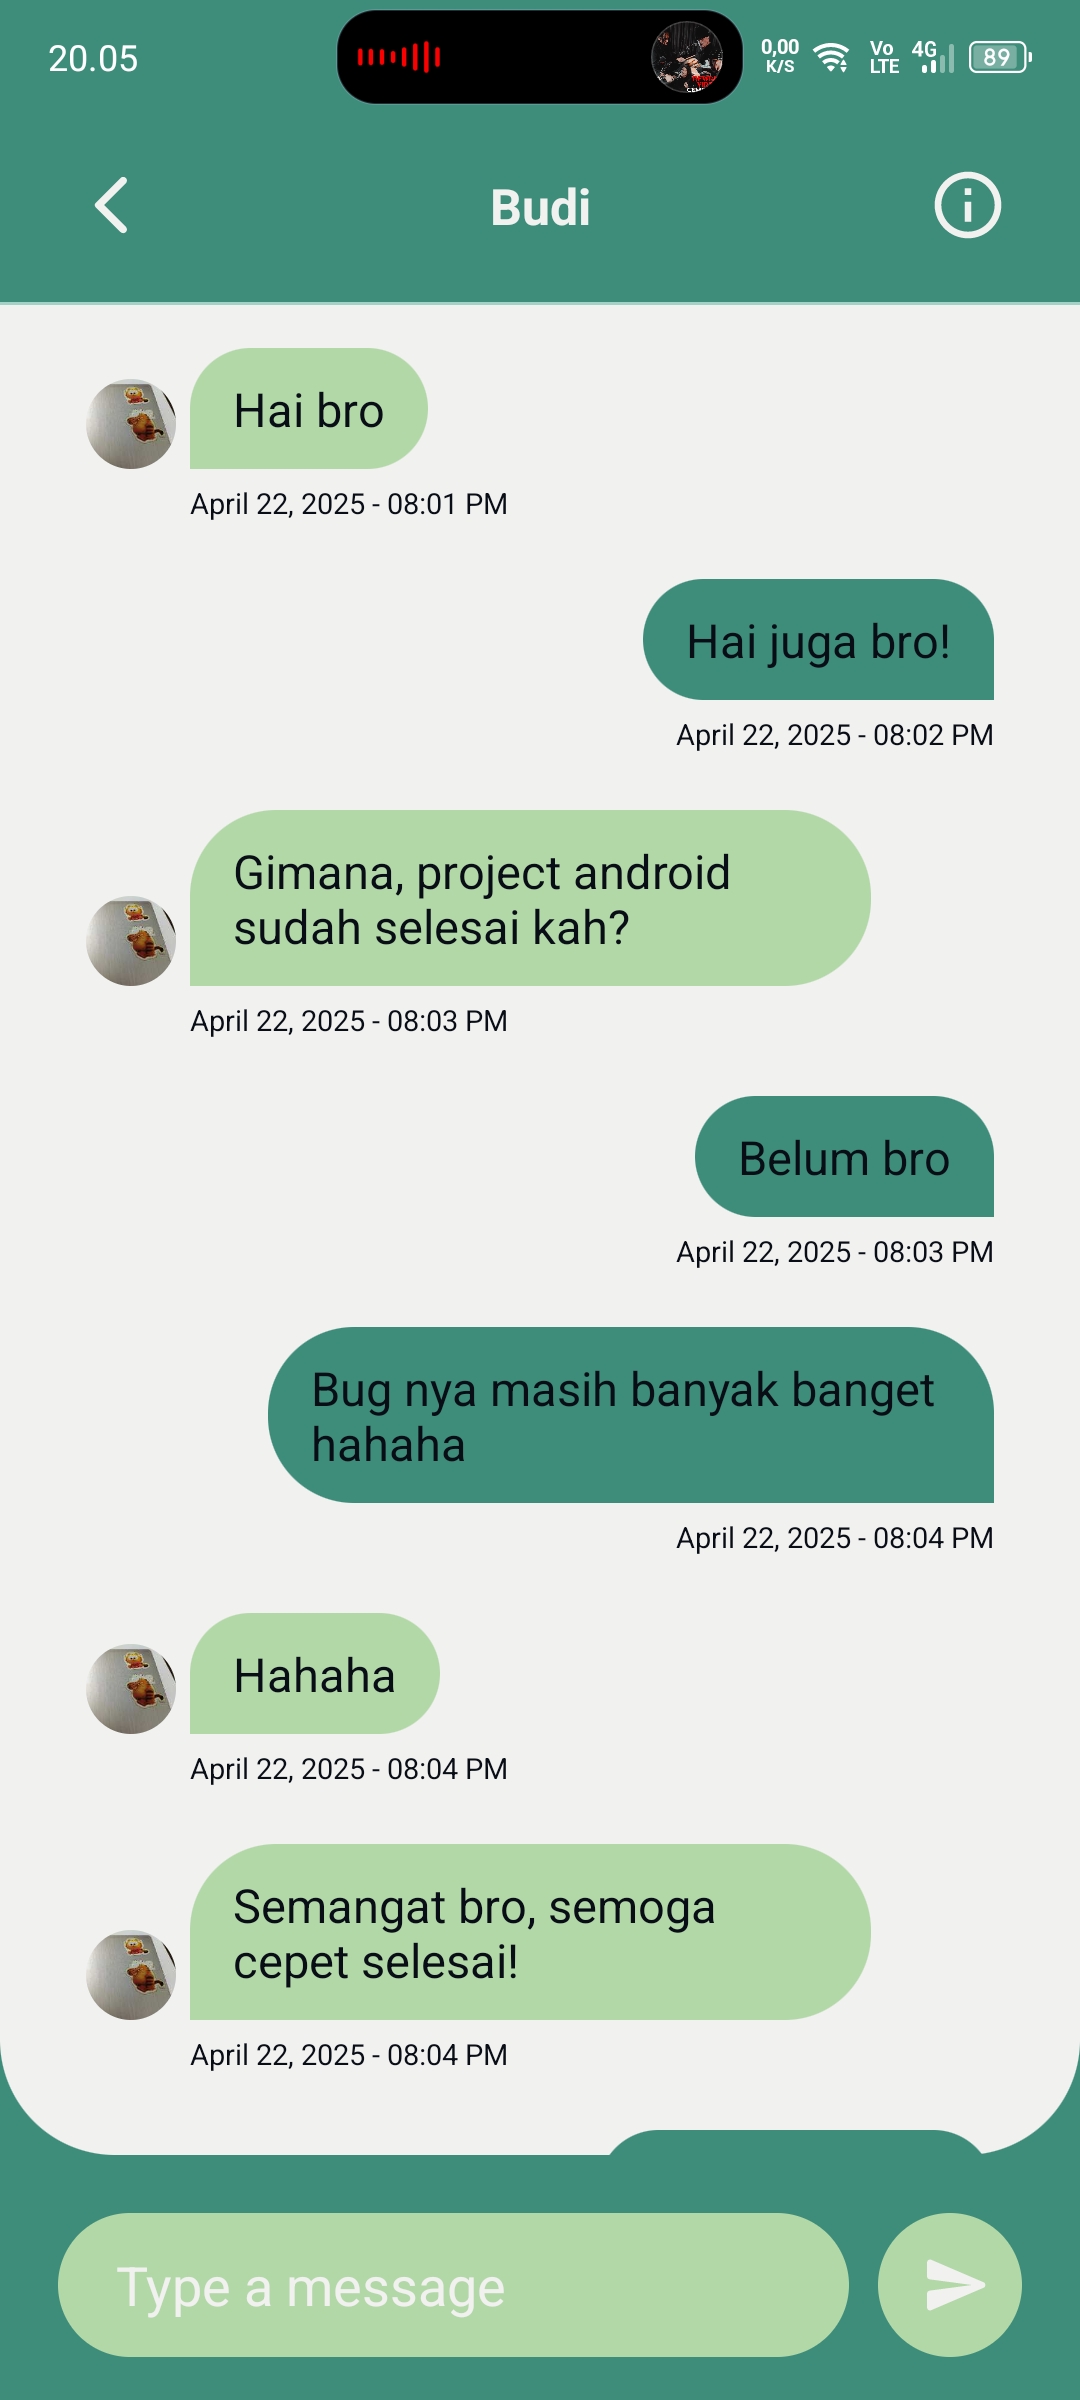 20.05
0,00
K/S
Vo
LTE
4G
89
Budi
Hai bro
April 22, 2025 - 08:01 PM
Hai juga bro!
April 22, 2025 - 08:02 PM
Gimana, project android
sudah selesai kah?
April 22, 2025 - 08:03 PM
Belum bro
April 22, 2025 - 08:03 PM
Bug nya masih banyak banget
hahaha
April 22, 2025 - 08:04 PM
Hahaha
April 22, 2025 - 08:04 PM
Semangat bro, semoga
cepet selesai!
April 22, 2025 - 08:04 PM
Type a message